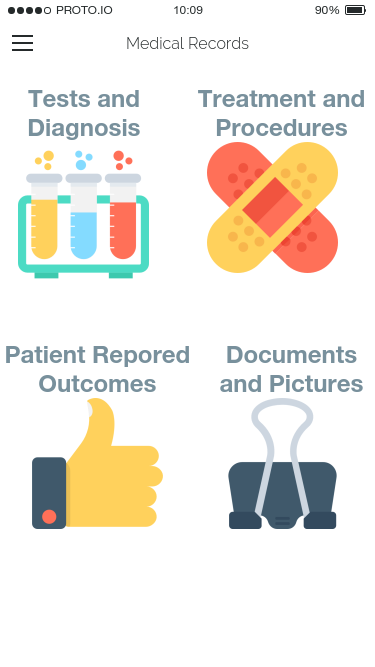 PROTO.IO 10:09 90%
Medical Records
Tests and
Diagnosis
Treatment and
Procedures
Patient Repored
Outcomes
Documents
and Pictures